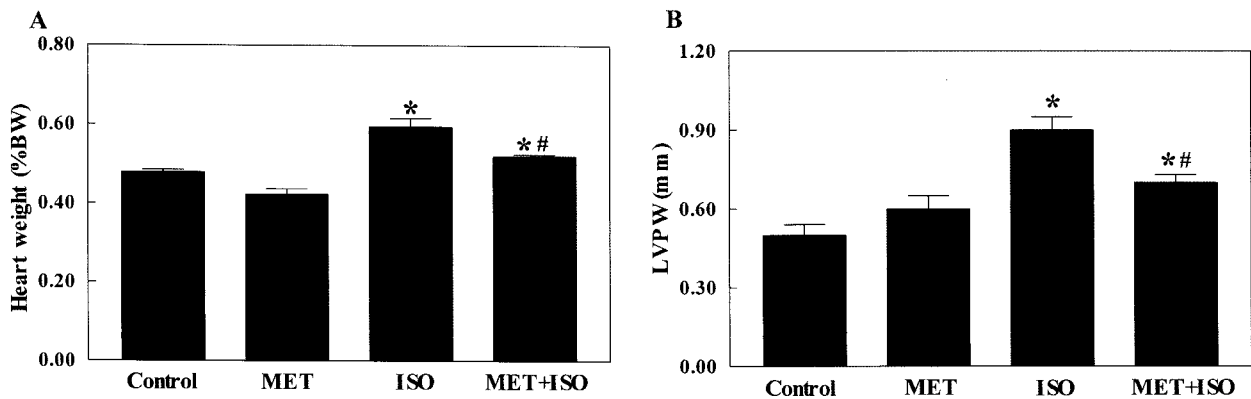 A
Heart weight (%BW)
0.80
0.60
0.40
0.20
0.00
*
*#
Control MET ISO MET+ISO
B
LVPW(mm)
1.20
0.90
0.60
0.30
0.00
*
*#
Control MET ISO MET+ISO